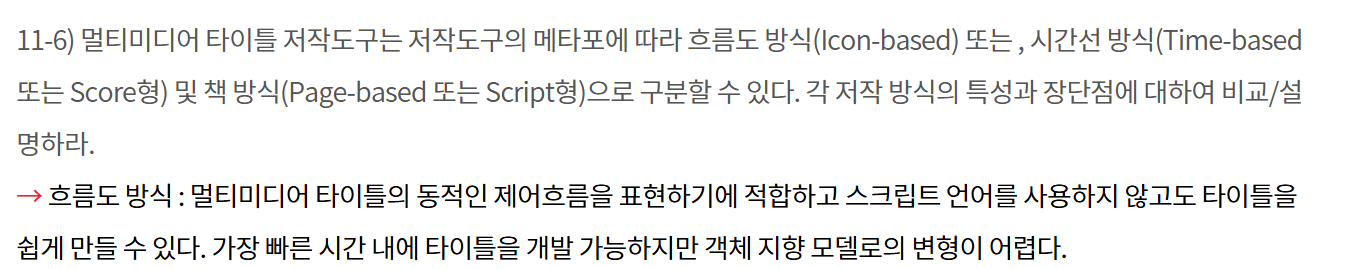 11-6) 멀티미디어 타이틀 저작도구는 저작도구의 메타포에 따라 흐름도 방식(Icon-based) 또는 , 시간선 방식(Time-based
또는 Score형) 및 책 방식(Page-based 또는 Script형)으로 구분할 수 있다. 각 저작 방식의 특성과 장단점에 대하여 비교/설
명하라.
→ 흐름도 방식 : 멀티미디어 타이틀의 동적인 제어흐름을 표현하기에 적합하고 스크립트 언어를 사용하지 않고도 타이틀을
쉽게 만들 수 있다. 가장 빠른 시간 내에 타이틀을 개발 가능하지만 객체 지향 모델로의 변형이 어렵다.